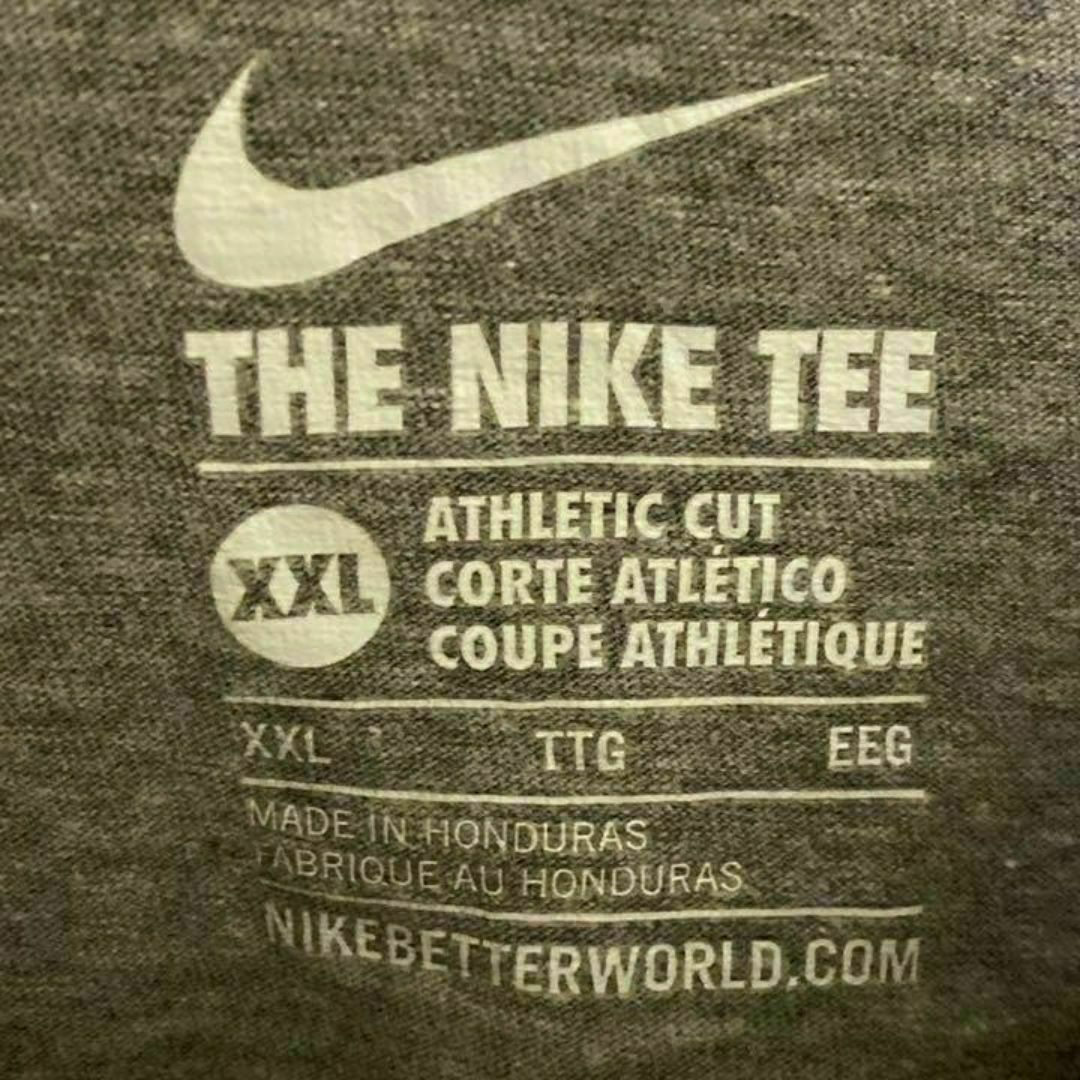 THE NIKE TEE
XXL
ATHLETIC CUT
CORTE ATLÉTICO
COUPE ATHLÉTIQUE
XXL TTG EEG
MADE IN HONDURAS
FABRIQUE AU HONDURAS
NIKEBETTERWORLD.COM